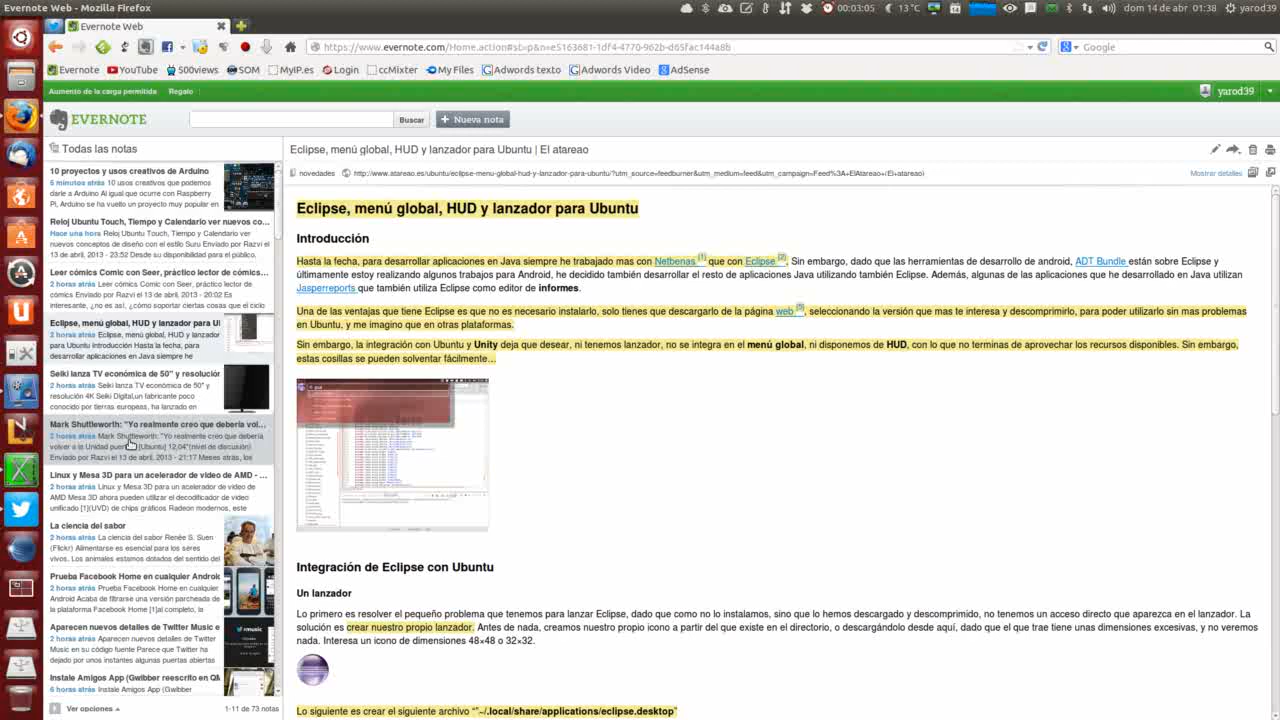 Evernote Web - Mozilla Firefox
00:03:05
es
(0:24)
dom 14 de abr 01:38
yarod39
Evernote Web
https://www.evernote.com/Home.action#sb=p&n=e5163681-1df4-4770-962b-d65fac144a8b
Google
Evernote YouTube 500views SOM MyIP.es Login ccMixter My Files Adwords texto Adwords Video AdSense
Aumento de la carga permitida Regalo
yarod39
EVERNOTE
Buscar
+ Nueva nota
Todas las notas
10 proyectos y usos creativos de Arduino
6 minutos atrás 10 usos creativos que podemos
darle a Arduino Al igual que ocurre con Raspberry
Pi, Arduino se ha vuelto un proyecto muy popular en
Reloj Ubuntu Touch, Tiempo y Calendario ver nuevos co...
Hace una hora Reloj Ubuntu Touch, Tiempo y Calendario ver
nuevos conceptos de diseño con el estilo Suru Enviado por Razvi el
13 de abril, 2013 - 23:52 Desde su disponibilidad para el público,
Leer cómics Comic con Seer, práctico lector de cómics...
2 horas atrás Leer cómics Comic con Seer, práctico lector de
cómics Enviado por Razvi el 13 de abril, 2013 - 20:02 Es
interesante, ¿no es así, ¿cómo soportar ciertas cosas que el ciclo
Eclipse, menú global, HUD y lanzador para Ul
2 horas atrás Eclipse, menú global, HUD y lanzador
para Ubuntu Introducción Hasta la fecha, para
desarrollar aplicaciones en Java siempre he
Seiki lanza TV económica de 50" y resolución
2 horas atrás Seiki lanza TV económica de 50" y
resolución 4K Seiki Digital,un fabricante poco
conocido por tierras europeas, ha lanzado en
Mark Shuttleworth: "Yo realmente creo que debería vol...
2 horas atrás Mark Shuttleworth: "Yo realmente creo que debería
volver a la Unidad (Ubuntu) 12,04"(nivel de discusión)
Enviado por Razvi el 13 de abril, 2013 - 21:17 Meses atrás, los
Linux y Mesa 3D para un acelerador de video de AMD - ...
2 horas atrás Linux y Mesa 3D para un acelerador de video de
AMD Mesa 3D ahora pueden utilizar el decodificador de video
unificado [1](UVD) de chips gráficos Radeon modernos, este
La ciencia del sabor
2 horas atrás La ciencia del sabor Renée S. Suen
(Flickr) Alimentarse es esencial para los seres
vivos. Los animales estamos dotados del sentido del
Prueba Facebook Home en cualquier Android
2 horas atrás Prueba Facebook Home en cualquier
Android Acaba de filtrarse una versión parcheada de
la plataforma Facebook Home [1]al completo, la
Aparecen nuevos detalles de Twitter Music e
2 horas atrás Aparecen nuevos detalles de Twitter
Music en su código fuente Parece que Twitter ha
dejado por unos instantes algunas puertas abiertas
Instale Amigos App (Gwibber reescrito en QM
6 horas atrás Instale Amigos App (Gwibber
Ver opciones
1-11 de 73 notas
Eclipse, menú global, HUD y lanzador para Ubuntu | El atareao
novedades http://www.atareao.es/ubuntu/eclipse-menu-global-hud-y-lanzador-para-ubuntu/?utm_source=feedburner&utm_medium=feed&utm_campaign=Feed%3A+ElAtareao+(El+atareao)
Mostrar detalles
Eclipse, menú global, HUD y lanzador para Ubuntu
Introducción
Hasta la fecha, para desarrollar aplicaciones en Java siempre he trabajado mas con Netbenas [1] que con Eclipse [2]. Sin embargo, dado que las herramientas de desarrollo de android, ADT Bundle están sobre Eclipse y
últimamente estoy realizando algunos trabajos para Android, he decidido también desarrollar el resto de aplicaciones Java utilizando también Eclipse. Además, algunas de las aplicaciones que he desarrollado en Java utilizan
Jasperreports que también utiliza Eclipse como editor de informes.
Una de las ventajas que tiene Eclipse es que no es necesario instalarlo, solo tienes que descargarlo de la página web [5], seleccionando la versión que mas te interesa y descomprimirlo, para poder utilizarlo sin mas problemas
en Ubuntu, y me imagino que en otras plataformas.
Sin embargo, la integración con Ubuntu y Unity deja que desear, ni tenemos lanzador, no se integra en el menú global, ni disponemos de HUD, con lo que no terminas de aprovechar los recursos disponibles. Sin embargo,
estas cosillas se pueden solventar fácilmente...
Integración de Eclipse con Ubuntu
Un lanzador
Lo primero es resolver el pequeño problema que tenemos para lanzar Eclipse, dado que como no lo instalamos, sino que lo hemos descargado y descomprimido, no tenemos un acceso directo que aparezca en el lanzador. La
solución es crear nuestro propio lanzador. Antes de nada, creamos nuestro propio icono a partir del que existe en el directorio, o descargándolo desde este apartado que el que trae tiene una dimensiones excesivas, y no veremos
nada. Interesa un icono de dimensiones 48×48 o 32×32.
Lo siguiente es crear el siguiente archivo "~/.local/share/applications/eclipse.desktop"